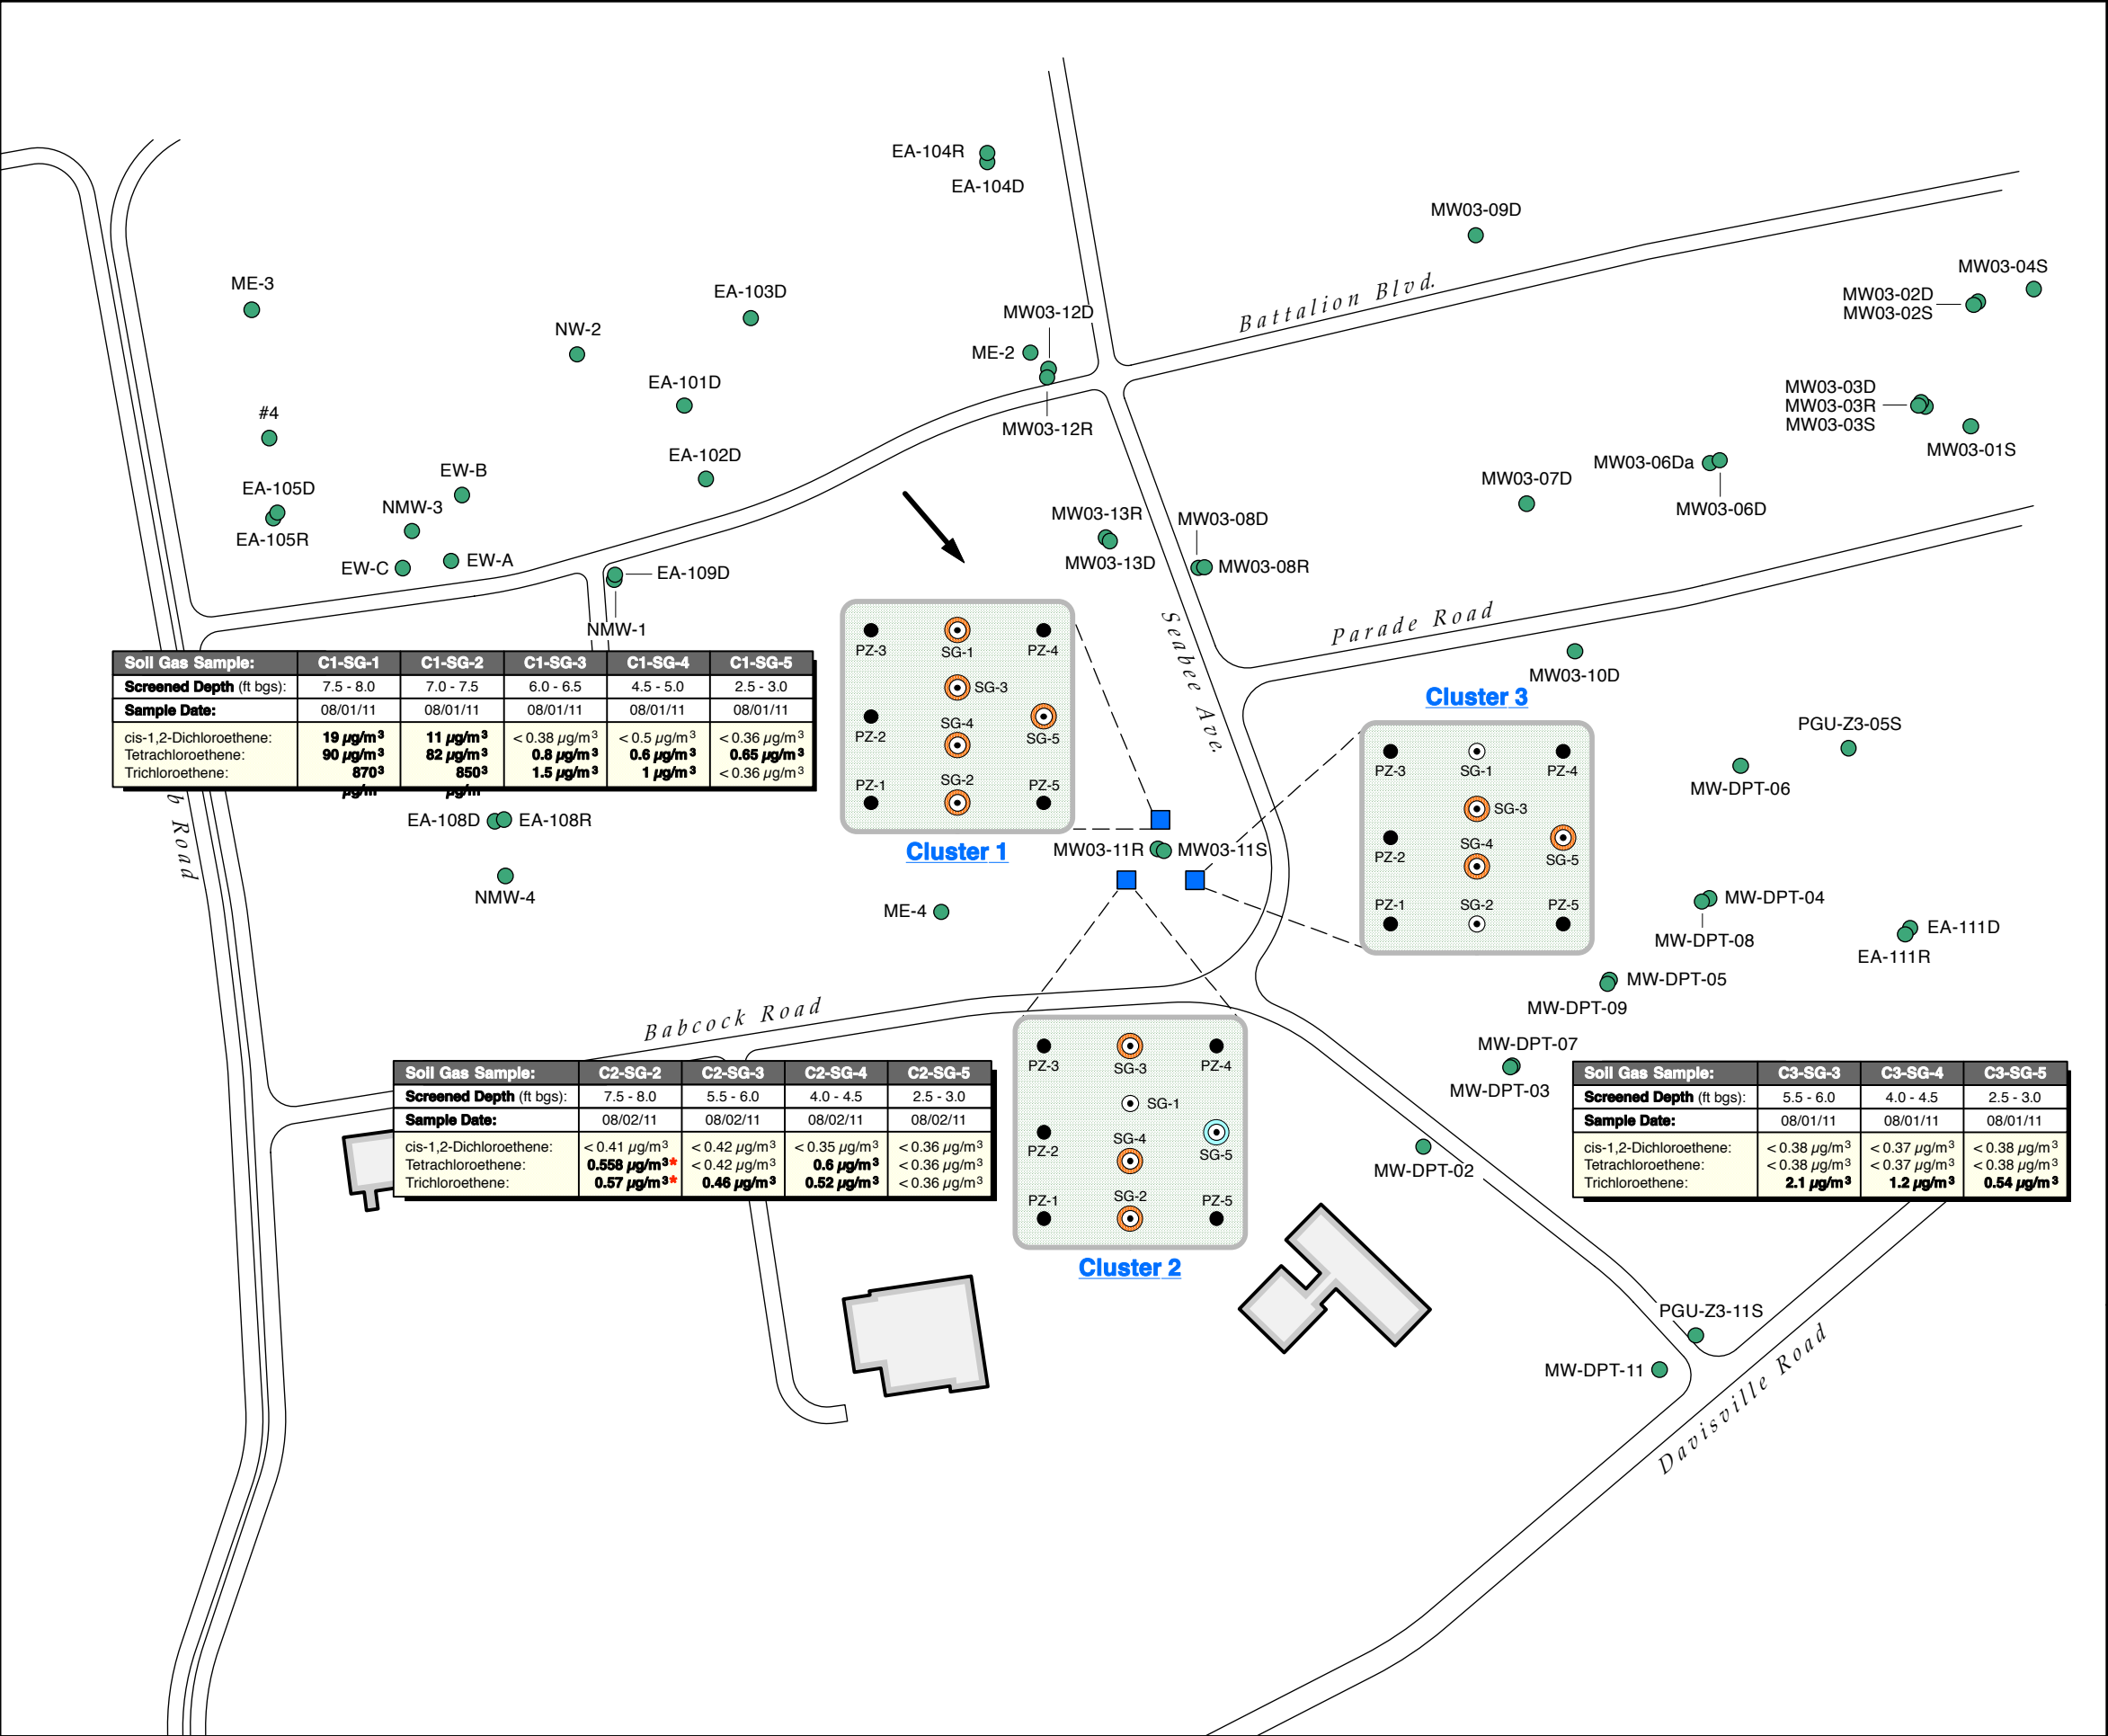 EA-104R
EA-104D
MW03-09D
Battalion Blvd.
MW03-04S
MW03-02D
MW03-02S
ME-3
EA-103D
MW03-12D
NW-2
ME-2
EA-101D
MW03-12R
MW03-03D
MW03-03R
MW03-03S
MW03-01S
#4
EA-102D
EW-B
MW03-06Da
MW03-06D
MW03-07D
EA-105D
EA-105R
NMW-3
EW-C
EW-A
EA-109D
NMW-1
MW03-13R
MW03-13D
MW03-08D
MW03-08R
Seabee Ave.
Parade Road
MW03-10D
Soil Gas Sample: C1-SG-1 C1-SG-2 C1-SG-3 C1-SG-4 C1-SG-5
Screened Depth (ft bgs): 7.5 - 8.0 7.0 - 7.5 6.0 - 6.5 4.5 - 5.0 2.5 - 3.0
Sample Date: 08/01/11 08/01/11 08/01/11 08/01/11 08/01/11
cis-1,2-Dichloroethene: 19 µg/m³ 11 µg/m³ < 0.38 µg/m³ < 0.5 µg/m³ < 0.36 µg/m³
Tetrachloroethene: 90 µg/m³ 82 µg/m³ 0.8 µg/m³ 0.6 µg/m³ 0.65 µg/m³
Trichloroethene: 870³ 850³ 1.5 µg/m³ 1 µg/m³ < 0.36 µg/m³
µg/m µg/m
b Road
PZ-3 SG-1 PZ-4
SG-3
PZ-2 SG-4 SG-5
PZ-1 SG-2 PZ-5
Cluster 1
Cluster 3
PZ-3 SG-1 PZ-4
SG-3
PZ-2 SG-4 SG-5
PZ-1 SG-2 PZ-5
PGU-Z3-05S
MW-DPT-06
EA-108D
EA-108R
NMW-4
MW03-11R
MW03-11S
ME-4
MW-DPT-04
MW-DPT-08
EA-111D
EA-111R
MW-DPT-05
MW-DPT-09
Babcock Road
MW-DPT-07
MW-DPT-03
MW-DPT-02
Soil Gas Sample: C2-SG-2 C2-SG-3 C2-SG-4 C2-SG-5
Screened Depth (ft bgs): 7.5 - 8.0 5.5 - 6.0 4.0 - 4.5 2.5 - 3.0
Sample Date: 08/02/11 08/02/11 08/02/11 08/02/11
cis-1,2-Dichloroethene: < 0.41 µg/m³ < 0.42 µg/m³ < 0.35 µg/m³ < 0.36 µg/m³
Tetrachloroethene: 0.558 µg/m³* < 0.42 µg/m³ 0.6 µg/m³ < 0.36 µg/m³
Trichloroethene: 0.57 µg/m³* 0.46 µg/m³ 0.52 µg/m³ < 0.36 µg/m³
PZ-3 SG-3 PZ-4
SG-1
PZ-2 SG-4 SG-5
PZ-1 SG-2 PZ-5
Cluster 2
Soil Gas Sample: C3-SG-3 C3-SG-4 C3-SG-5
Screened Depth (ft bgs): 5.5 - 6.0 4.0 - 4.5 2.5 - 3.0
Sample Date: 08/01/11 08/01/11 08/01/11
cis-1,2-Dichloroethene: < 0.38 µg/m³ < 0.37 µg/m³ < 0.38 µg/m³
Tetrachloroethene: < 0.38 µg/m³ < 0.37 µg/m³ < 0.38 µg/m³
Trichloroethene: 2.1 µg/m³ 1.2 µg/m³ 0.54 µg/m³
PGU-Z3-11S
MW-DPT-11
Davisville Road